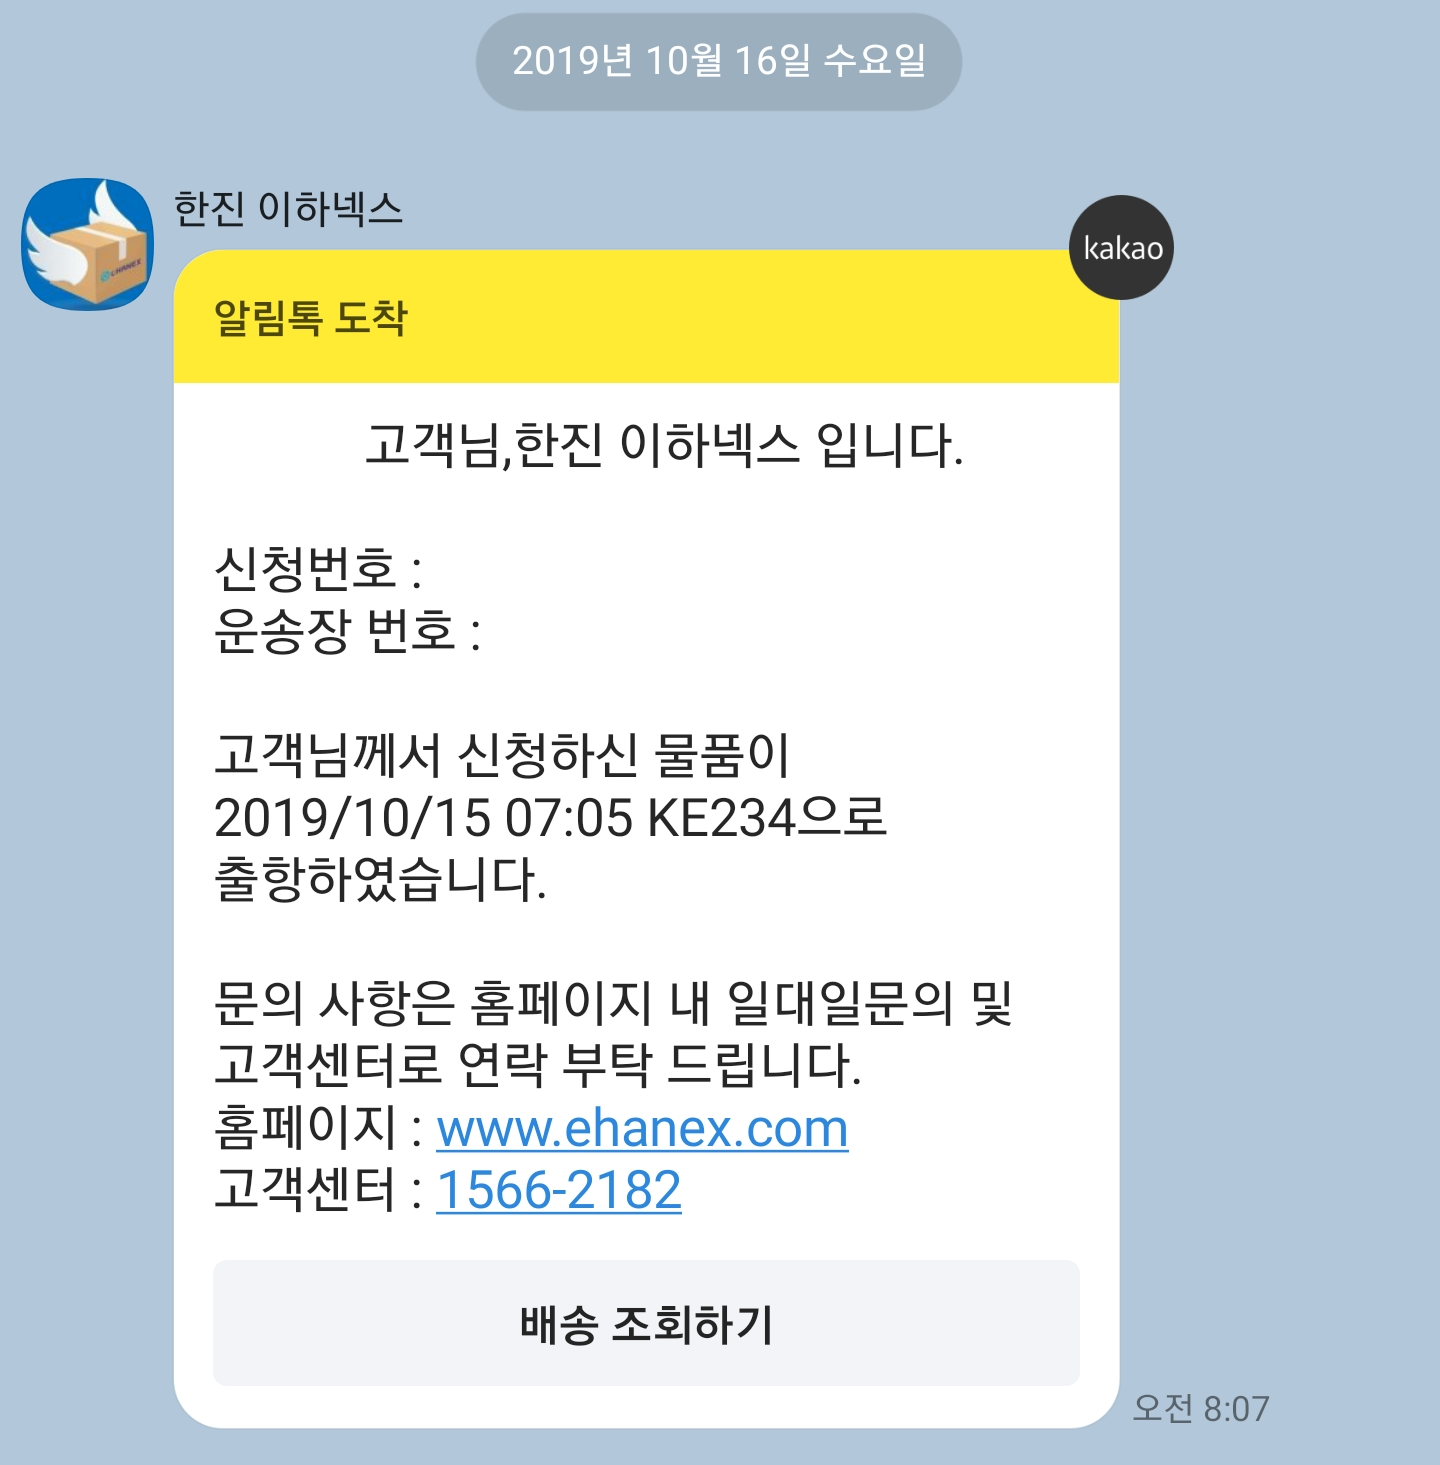 2019년 10월 16일 수요일
한진 이하넥스
kakao
EHANEX
알림톡 도착
고객님,한진 이하넥스 입니다.
신청번호 :
운송장 번호 :
고객님께서 신청하신 물품이
2019/10/15 07:05 KE234으로
출항하였습니다.
문의 사항은 홈페이지 내 일대일문의 및
고객센터로 연락 부탁 드립니다.
홈페이지 : www.ehanex.com
고객센터 : 1566-2182
배송 조회하기
오전 8:07